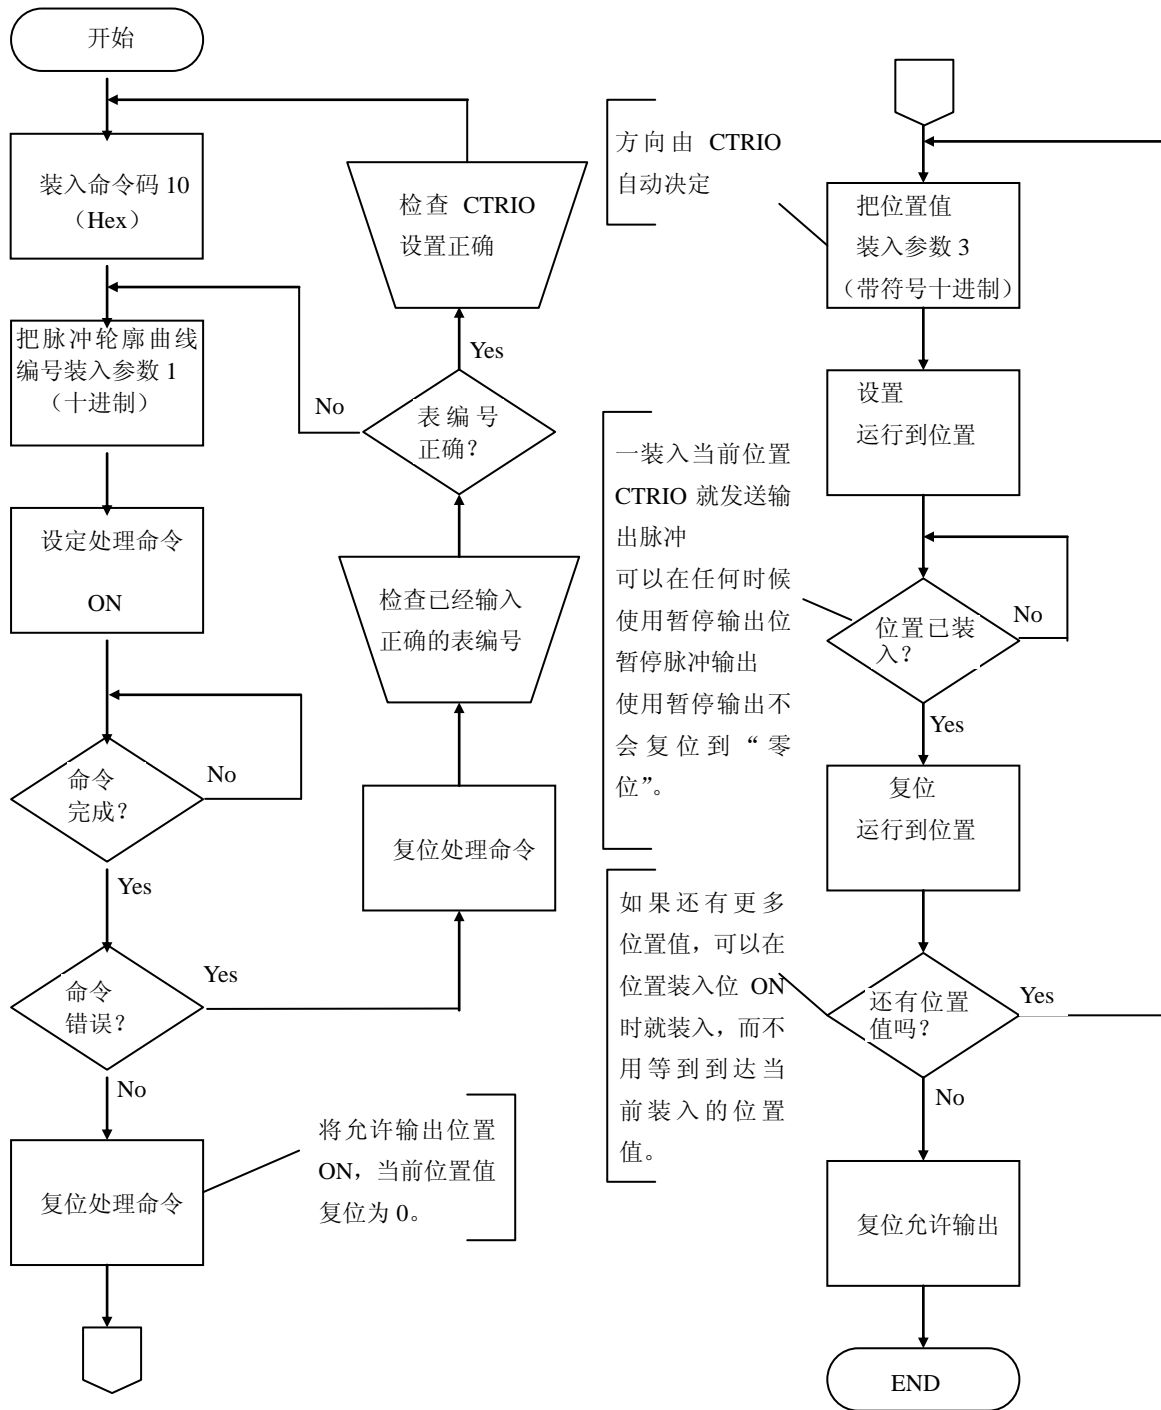 开始
装入命令码 10
（Hex）
把脉冲轮廓曲线
编号装入参数 1
（十进制）
设定处理命令
ON
No
命令
完成？
Yes
命令
错误？
Yes
No
复位处理命令
将允许输出位置
ON，当前位置值
复位为 0。
检查 CTRIO
设置正确
Yes
No
表编号
正确？
检查已经输入
正确的表编号
复位处理命令
方向由 CTRIO
自动决定
把位置值
装入参数 3
（带符号十进制）
设置
运行到位置
一装入当前位置
CTRIO 就发送输
出脉冲
可以在任何时候
使用暂停输出位
暂停脉冲输出
使用暂停输出不
会复位到“零
位”。
No
位置已装
入？
Yes
复位
运行到位置
如果还有更多
位置值，可以在
位置装入位 ON
时就装入，而不
用等到到达当
前装入的位置
值。
还有位置
值吗？
Yes
No
复位允许输出
END